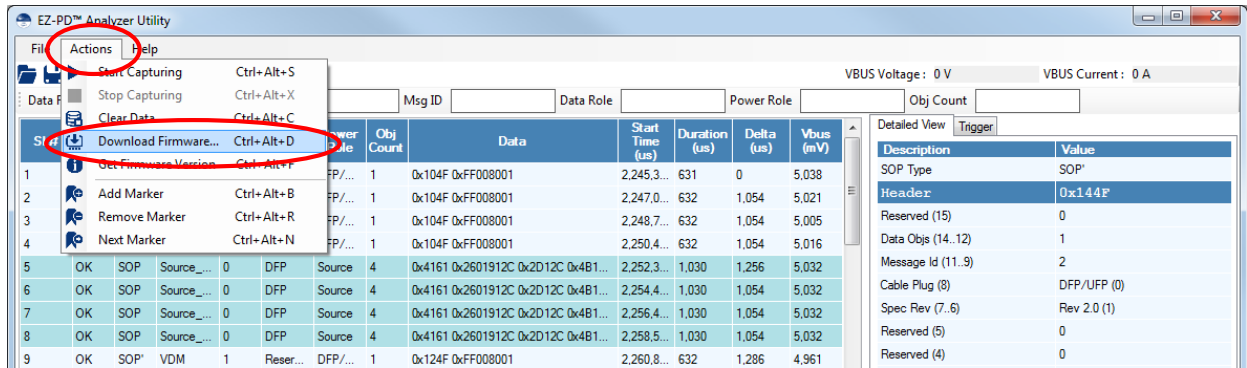 EZ-PD™ Analyzer Utility
File Actions Help
Start Capturing Ctrl+Alt+S
Stop Capturing Ctrl+Alt+X
Clear Data Ctrl+Alt+C
Download Firmware... Ctrl+Alt+D
Get Firmware Version Ctrl+Alt+F
Add Marker Ctrl+Alt+B
Remove Marker Ctrl+Alt+R
Next Marker Ctrl+Alt+N
VBUS Voltage : 0 V VBUS Current : 0 A
Data Msg ID Data Role Power Role Obj Count
Obj Count Data Start Time (us) Duration (us) Delta (us) Vbus (mV)
1 FP/... 1 0x104F 0xFF008001 2,245,3... 631 0 5,038
2 FP/... 1 0x104F 0xFF008001 2,247,0... 632 1,054 5,021
3 FP/... 1 0x104F 0xFF008001 2,248,7... 632 1,054 5,005
4 FP/... 1 0x104F 0xFF008001 2,250,4... 632 1,054 5,016
5 OK SOP Source_... 0 DFP Source 4 0x4161 0x2601912C 0x2D12C 0x4B1... 2,252,3... 1,030 1,256 5,032
6 OK SOP Source_... 0 DFP Source 4 0x4161 0x2601912C 0x2D12C 0x4B1... 2,254,4... 1,030 1,054 5,032
7 OK SOP Source_... 0 DFP Source 4 0x4161 0x2601912C 0x2D12C 0x4B1... 2,256,4... 1,030 1,054 5,032
8 OK SOP Source_... 0 DFP Source 4 0x4161 0x2601912C 0x2D12C 0x4B1... 2,258,5... 1,030 1,054 5,032
9 OK SOP' VDM 1 Reser... DFP/... 1 0x124F 0xFF008001 2,260,8... 632 1,286 4,961
Detailed View Trigger
Description Value
SOP Type SOP'
Header 0x144F
Reserved (15) 0
Data Objs (14..12) 1
Message Id (11..9) 2
Cable Plug (8) DFP/UFP (0)
Spec Rev (7..6) Rev 2.0 (1)
Reserved (5) 0
Reserved (4) 0